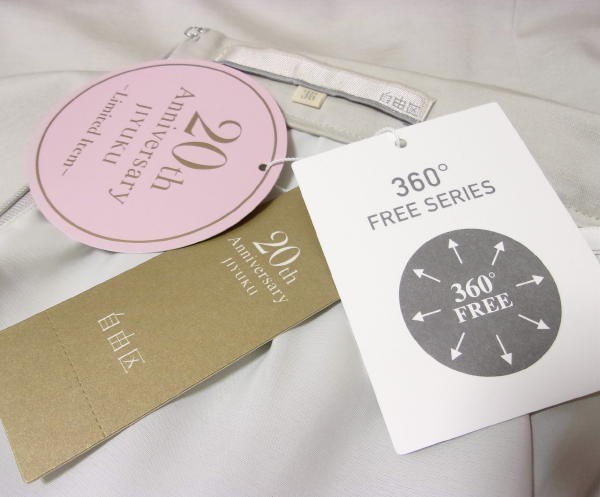 20th
Anniversary
JIYUKU
~Limited Item~
38
自由区
20th
Anniversary
JIYUKU
自由区
360°
FREE SERIES
360°
FREE